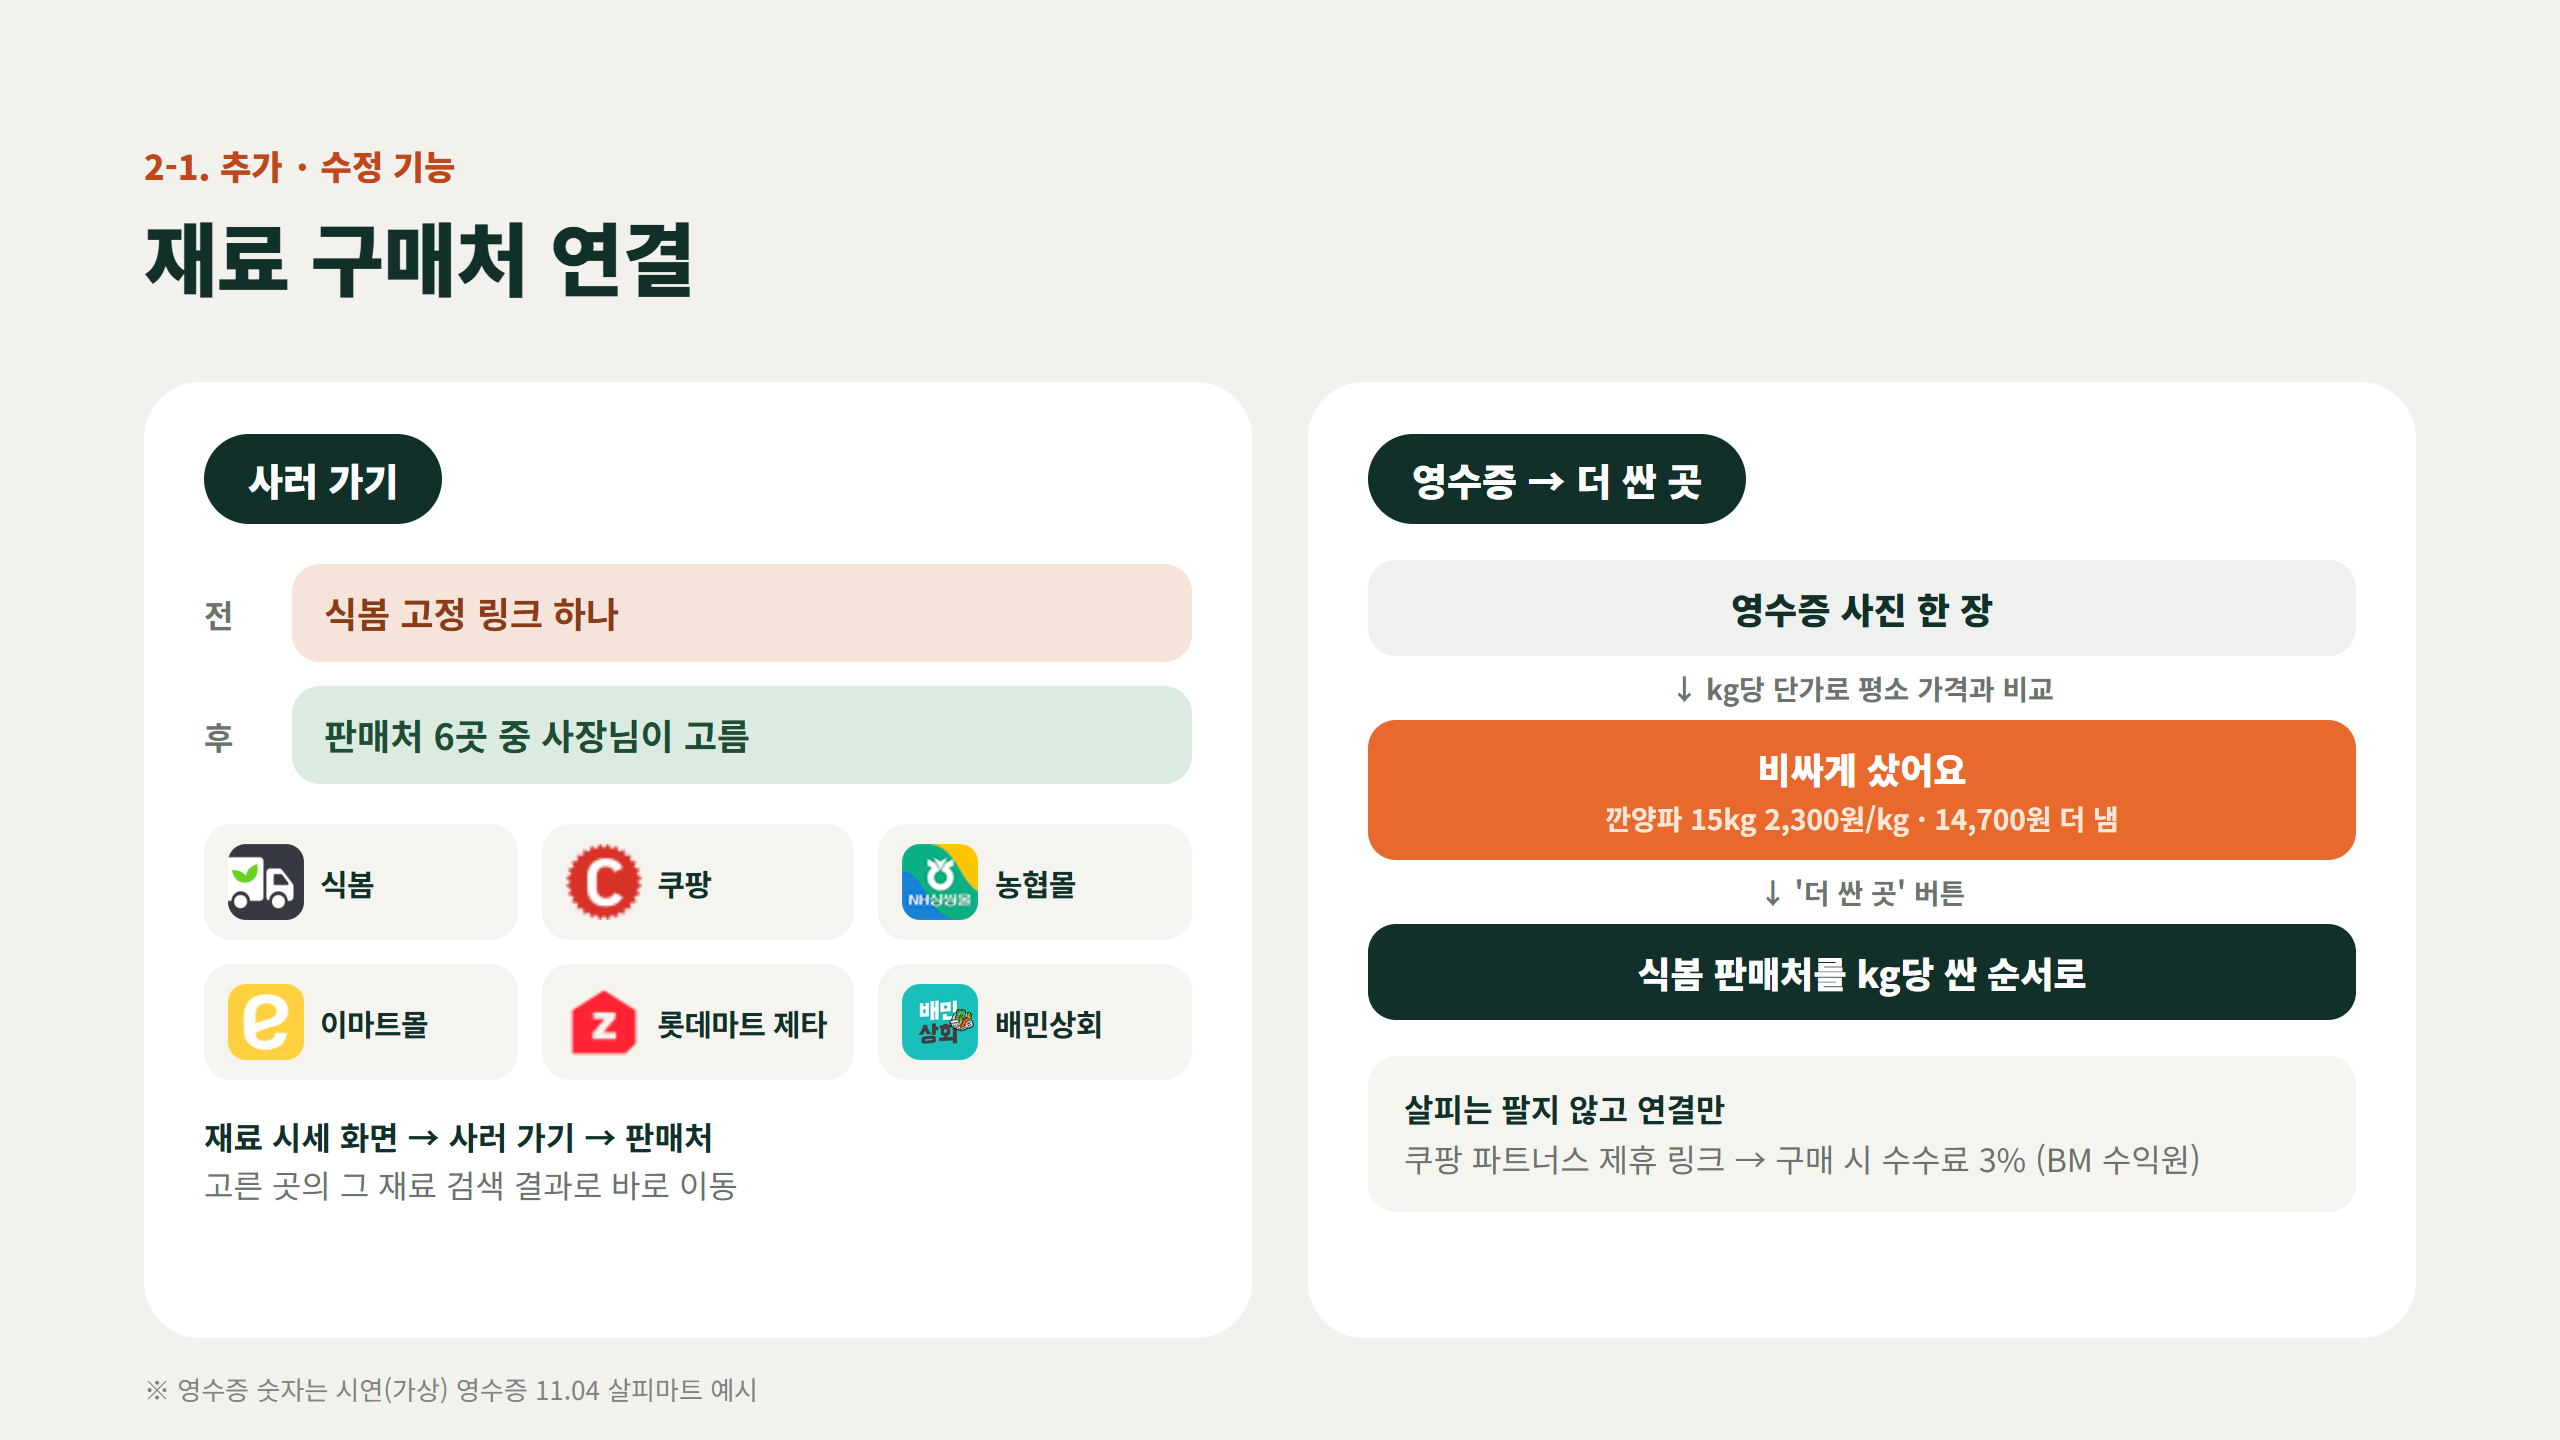 2-1. 추가 · 수정 기능
재료 구매처 연결
사러 가기
전
식봄 고정 링크 하나
후
판매처 6곳 중 사장님이 고름
식봄
C
쿠팡
NH싱씽몰
농협몰
e
이마트몰
z
롯데마트 제타
배민
상회
배민상회
재료 시세 화면 → 사러 가기 → 판매처
고른 곳의 그 재료 검색 결과로 바로 이동
영수증 → 더 싼 곳
영수증 사진 한 장
↓ kg당 단가로 평소 가격과 비교
비싸게 샀어요
깐양파 15kg 2,300원/kg · 14,700원 더 냄
↓ '더 싼 곳' 버튼
식봄 판매처를 kg당 싼 순서로
살피는 팔지 않고 연결만
쿠팡 파트너스 제휴 링크 → 구매 시 수수료 3% (BM 수익원)
※ 영수증 숫자는 시연(가상) 영수증 11.04 살피마트 예시